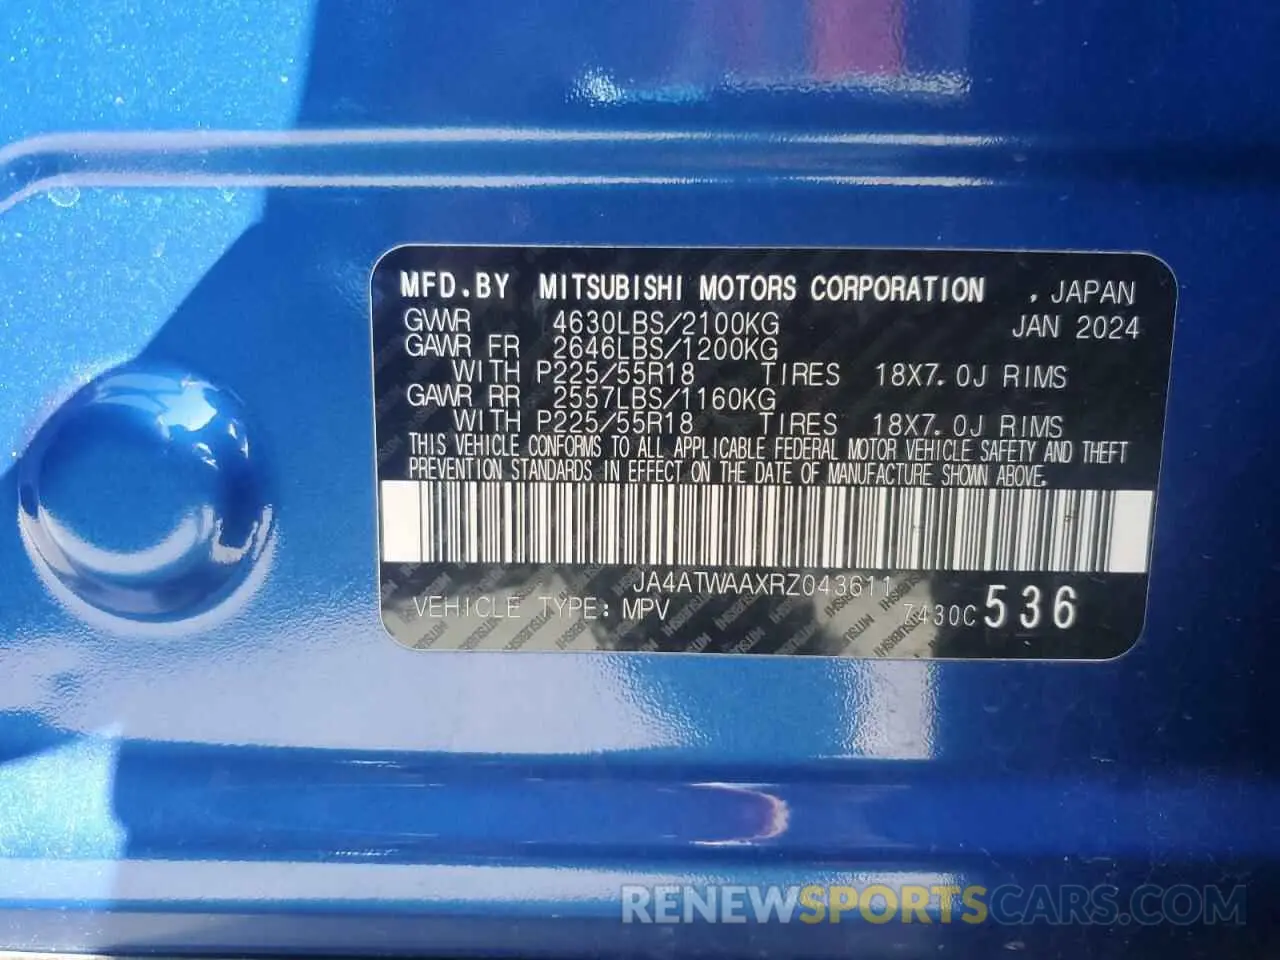 MFD.BY MITSUBISHI MOTORS CORPORATION , JAPAN
GWWR 4630LBS/2100KG JAN 2024
GAWR FR 2646LBS/1200KG
WITH P225/55R18 TIRES 18X7.0J RIMS
GAWR RR 2557LBS/1160KG
WITH P225/55R18 TIRES 18X7.0J RIMS
THIS VEHICLE CONFORMS TO ALL APPLICABLE FEDERAL MOTOR VEHICLE SAFETY AND THEFT
PREVENTION STANDARDS IN EFFECT ON THE DATE OF MANUFACTURE SHOWN ABOVE.
JA4ATWAAXRZ043611
VEHICLE TYPE: MPV Z430C 536
RENEWSPORTSCARS.COM